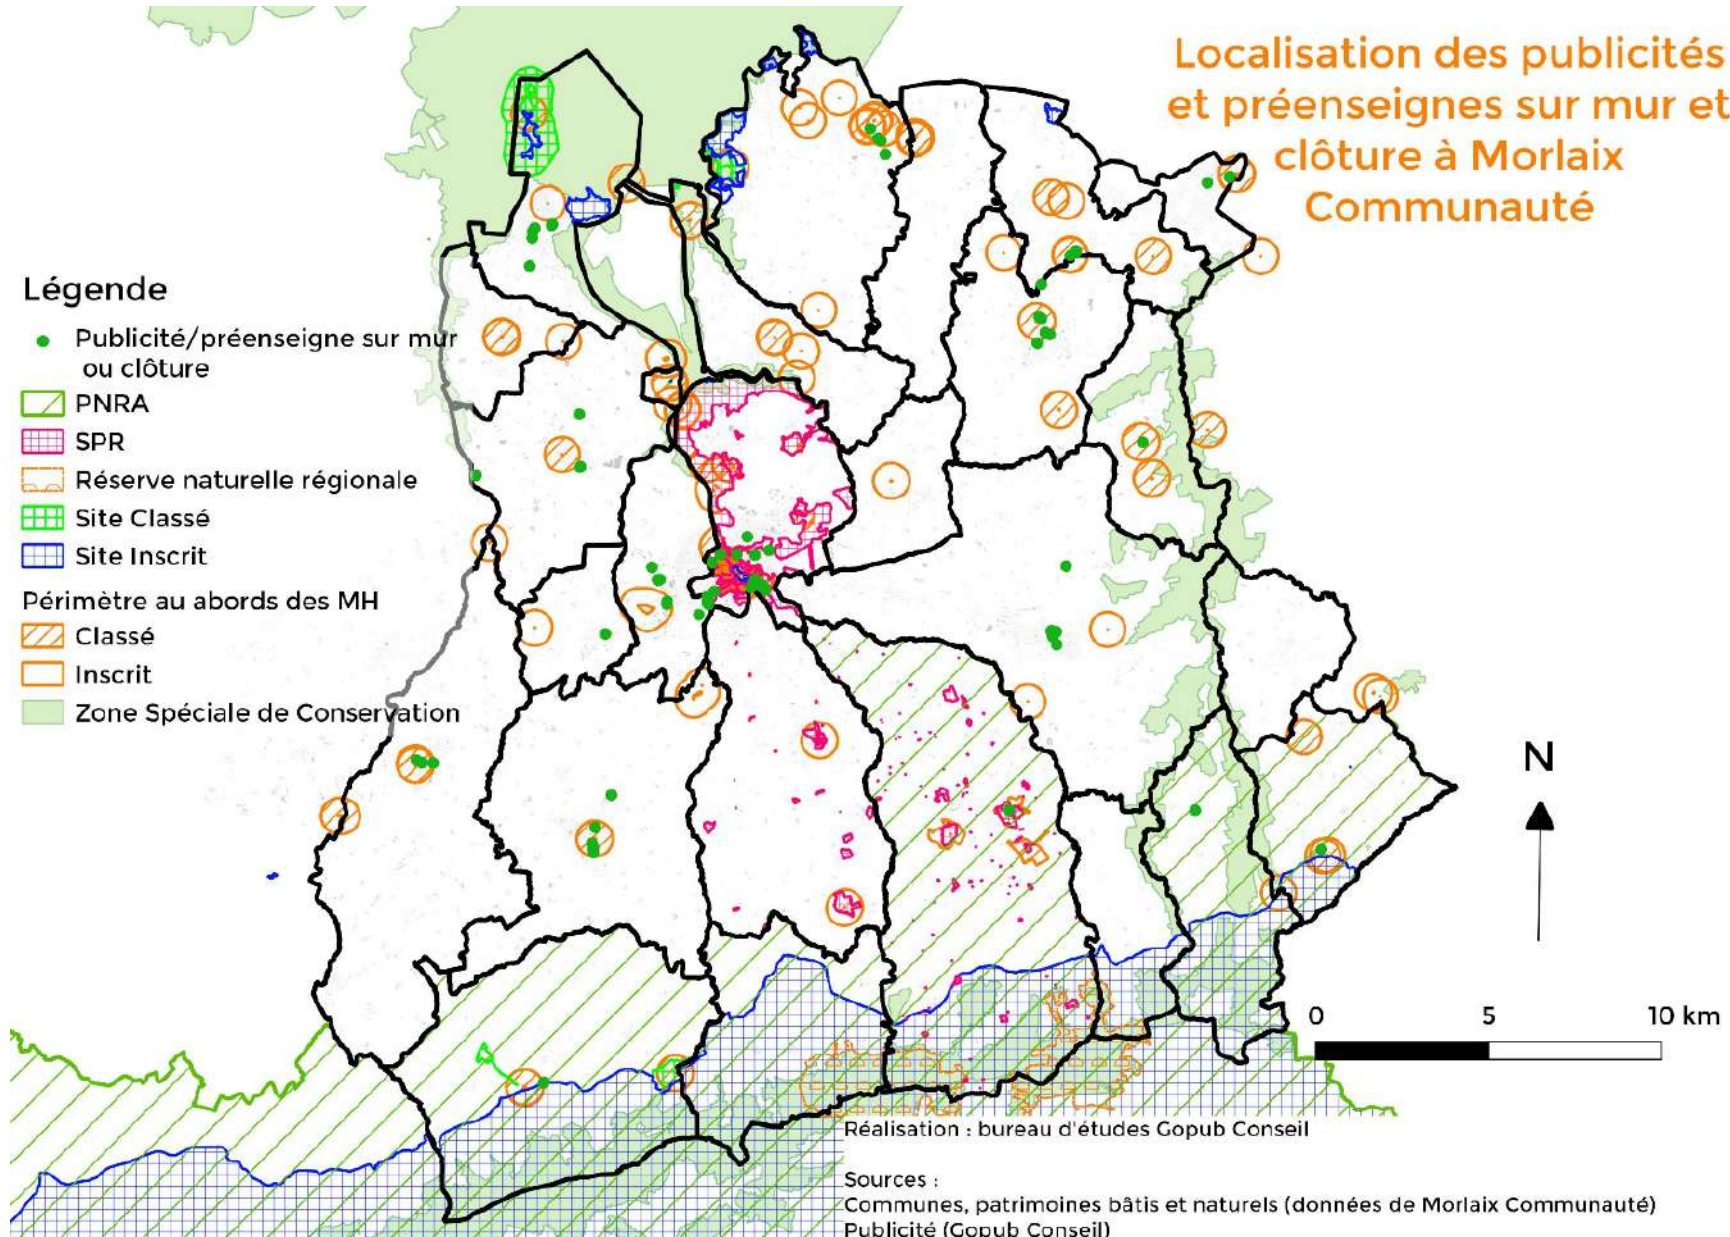 Localisation des publicités
et préenseignes sur mur et
clôture à Morlaix
Communauté
Légende
Publicité/préenseigne sur mur
ou clôture
PNRA
SPR
Réserve naturelle régionale
Site Classé
Site Inscrit
Périmètre au abords des MH
Classé
Inscrit
Zone Spéciale de Conservation
N
0 5 10 km
Réalisation : bureau d'études Gopub Conseil
Sources :
Communes, patrimoines bâtis et naturels (données de Morlaix Communauté)
Publicité (Gopub Conseil)